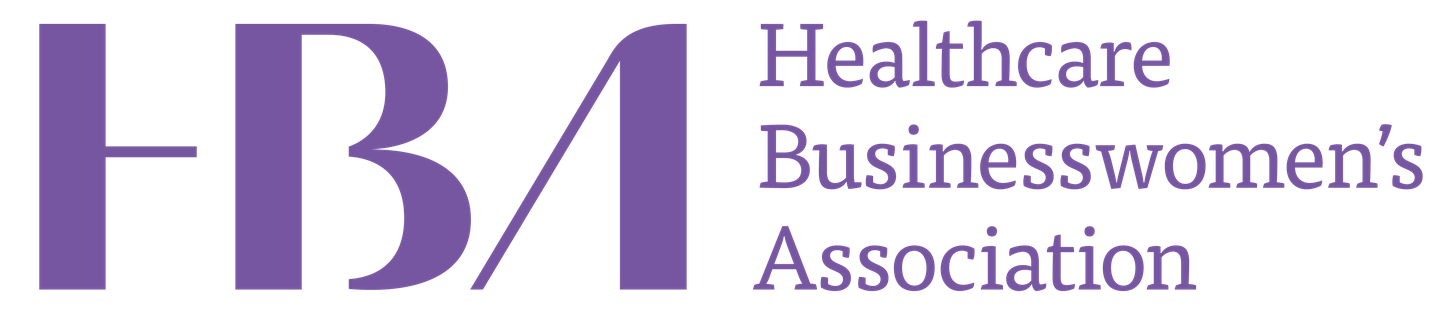 HBA
Healthcare
Businesswomen’s
Association